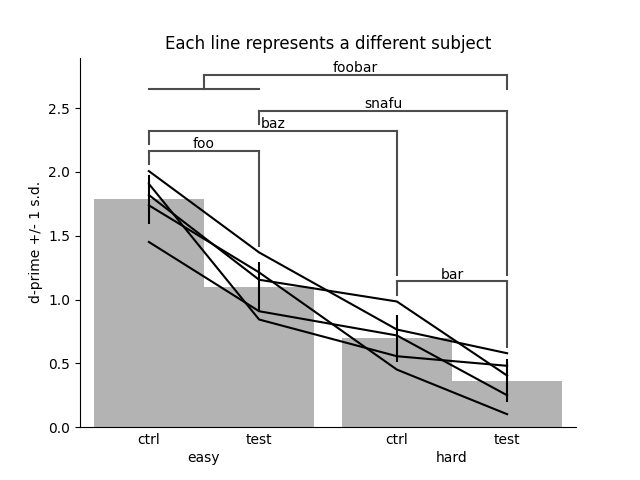 Each line represents a different subject
foobar
snafu
baz
foo
bar
d-prime +/- 1 s.d.
2.5
2.0
1.5
1.0
0.5
0.0
ctrl test ctrl test
easy hard